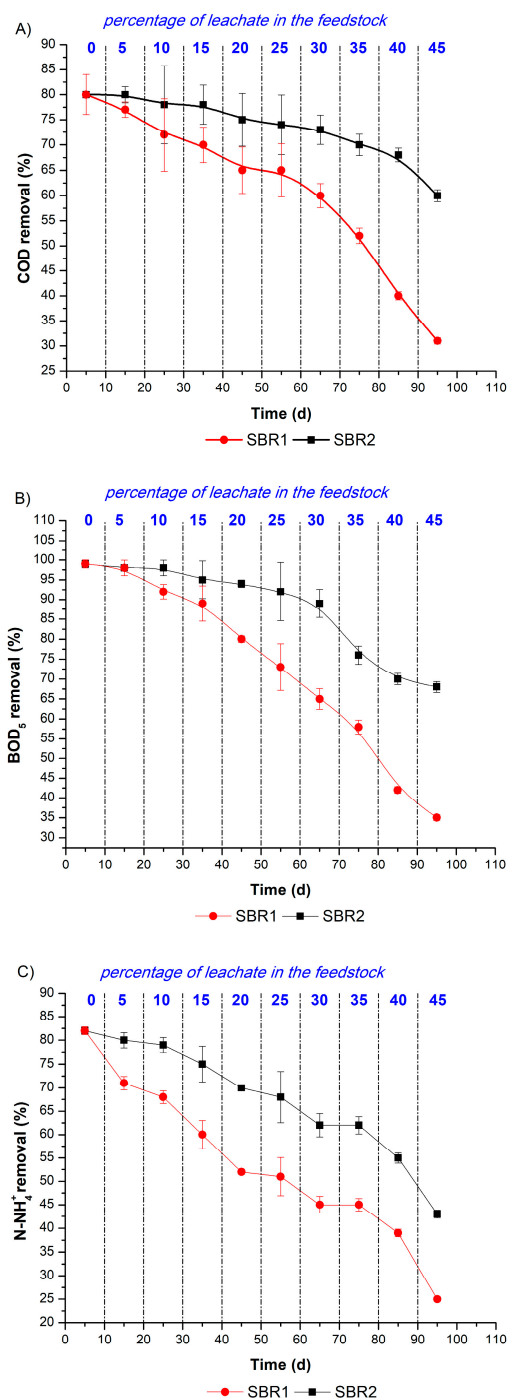 A)
percentage of leachate in the feedstock
0 5 10 15 20 25 30 35 40 45
90
85
80
75
70
65
60
55
50
45
40
35
30
25
COD removal (%)
0 10 20 30 40 50 60 70 80 90 100 110
Time (d)
SBR1 SBR2
B)
percentage of leachate in the feedstock
0 5 10 15 20 25 30 35 40 45
110
105
100
95
90
85
80
75
70
65
60
55
50
45
40
35
30
BOD₅ removal (%)
0 10 20 30 40 50 60 70 80 90 100 110
Time (d)
SBR1 SBR2
C)
percentage of leachate in the feedstock
0 5 10 15 20 25 30 35 40 45
90
85
80
75
70
65
60
55
50
45
40
35
30
25
20
N-NH₄⁺ removal (%)
0 10 20 30 40 50 60 70 80 90 100 110
Time (d)
SBR1 SBR2